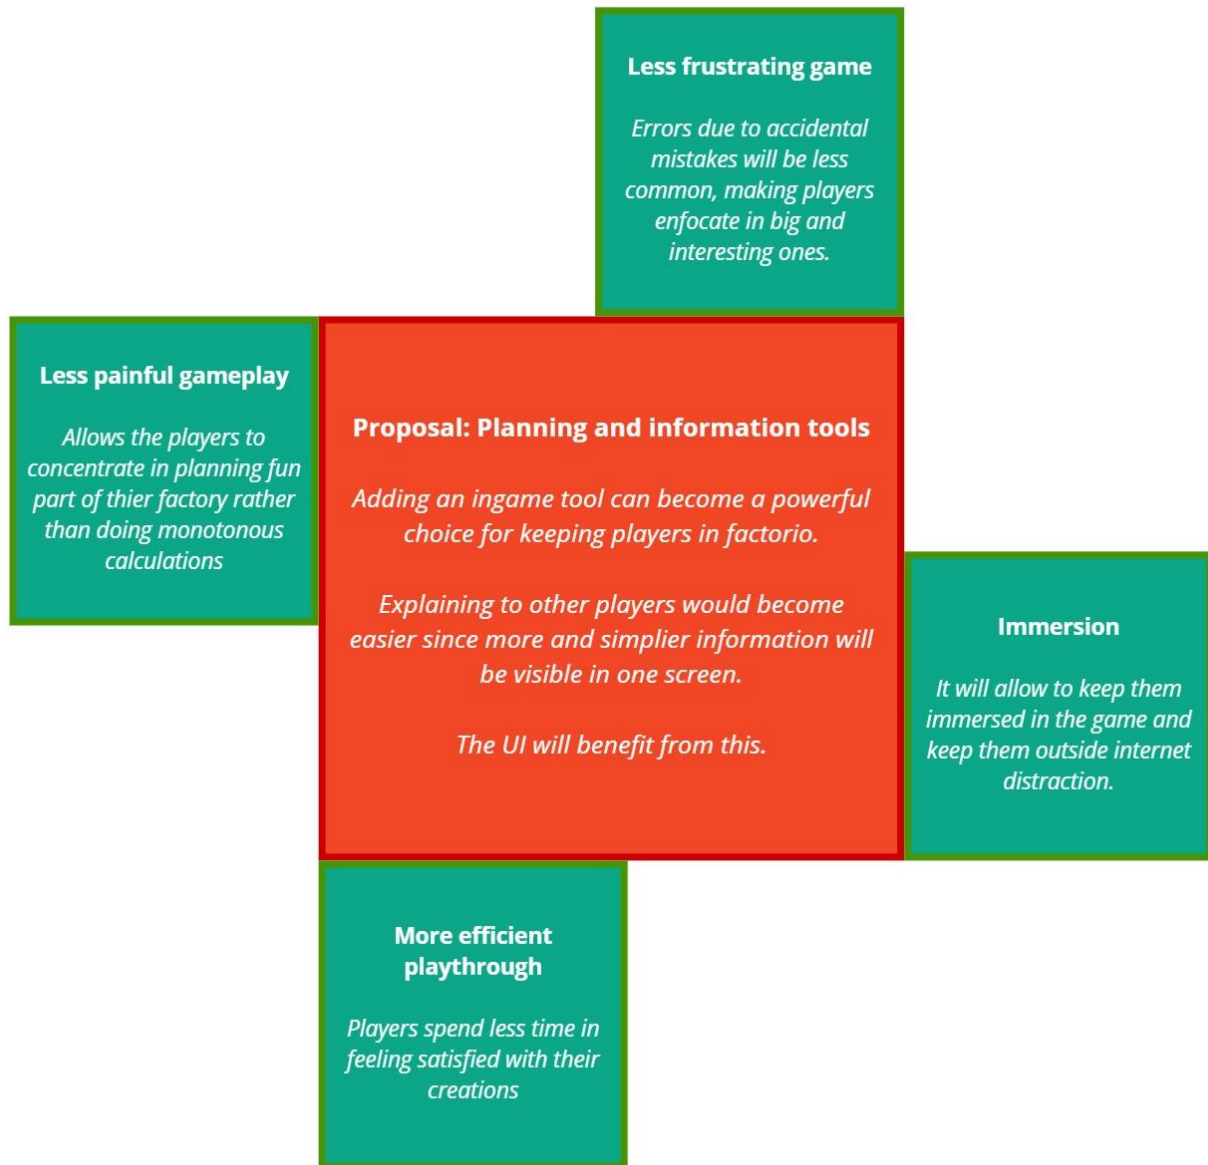 Less frustrating game
Errors due to accidental
mistakes will be less
common, making players
enfocate in big and
interesting ones.
Less painful gameplay
Allows the players to
concentrate in planning fun
part of thier factory rather
than doing monotonous
calculations
Proposal: Planning and information tools
Adding an ingame tool can become a powerful
choice for keeping players in factorio.
Explaining to other players would become
easier since more and simplier information will
be visible in one screen.
The UI will benefit from this.
Immersion
It will allow to keep them
immersed in the game and
keep them outside internet
distraction.
More efficient
playthrough
Players spend less time in
feeling satisfied with their
creations